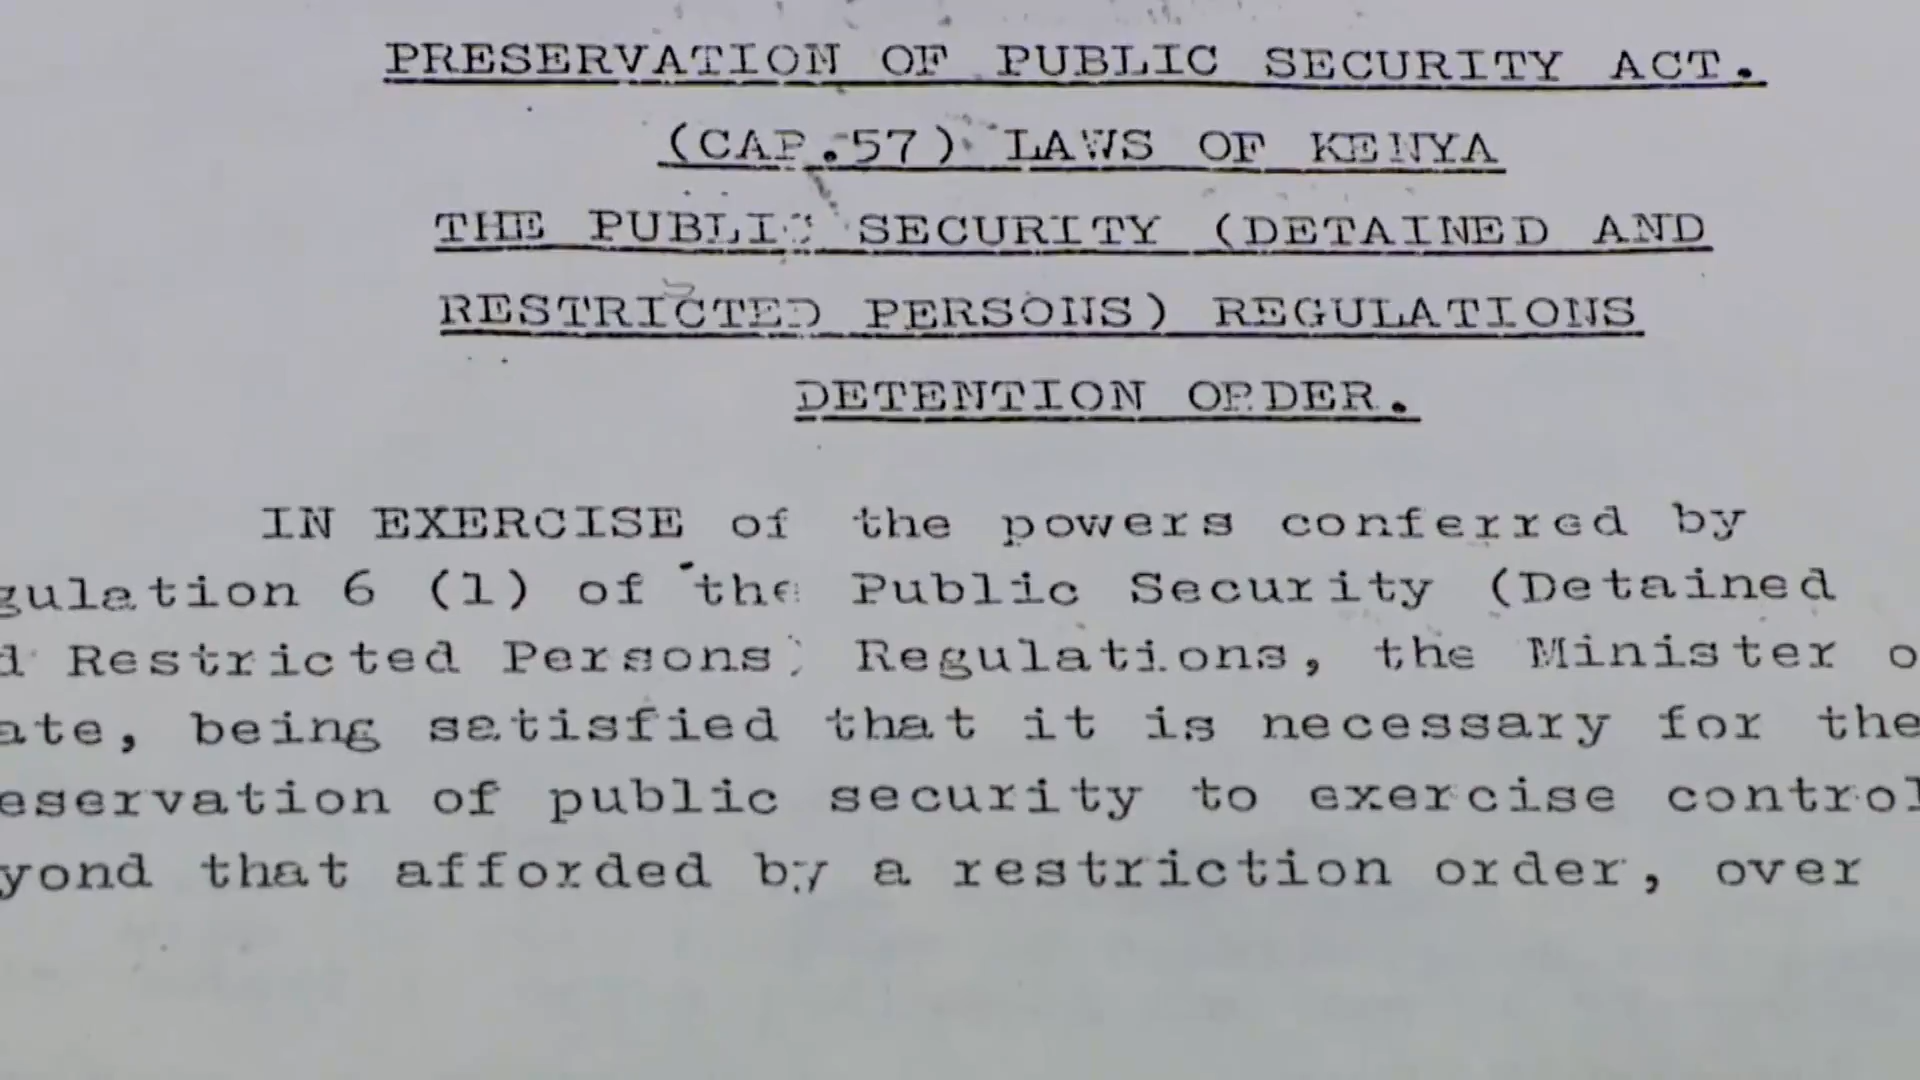 PRESERVATION OF PUBLIC SECURITY ACT.
(CAP.57) LAWS OF KENYA
THE PUBLIC SECURITY (DETAINED AND
RESTRICTED PERSONS) REGULATIONS
DETENTION ORDER.
IN EXERCISE of the powers conferred by
gulation 6 (1) of the Public Security (Detained
d Restricted Persons) Regulations, the Minister o
ate, being satisfied that it is necessary for the
eservation of public security to exercise control
yond that afforded by a restriction order, over